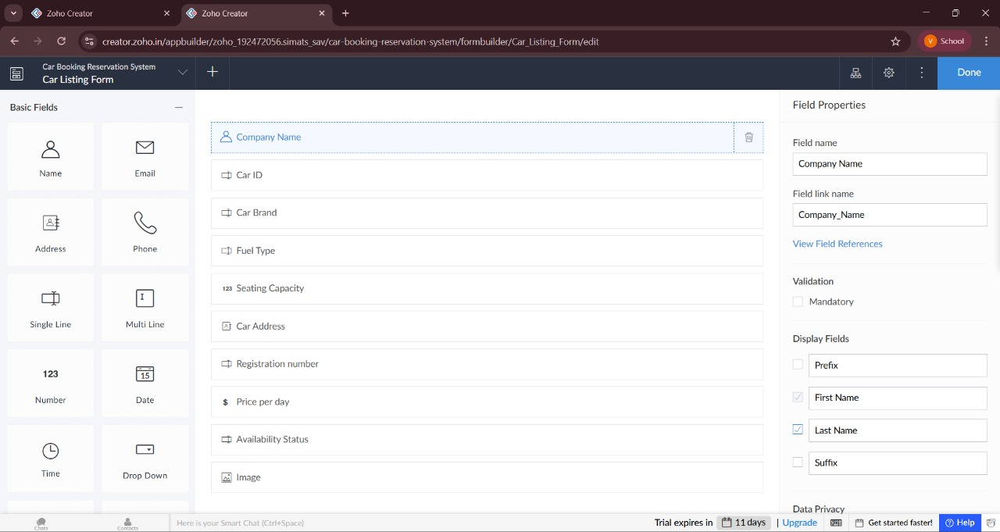 Zoho Creator
Zoho Creator
creator.zoho.in/appbuilder/zoho_192472056.simats_sav/car-booking-reservation-system/formbuilder/Car_Listing_Form/edit
V School
Car Booking Reservation System
Car Listing Form
Done
Basic Fields
Name
Email
Address
Phone
Single Line
Multi Line
123
Number
15
Date
Time
Drop Down
Company Name
Car ID
Car Brand
Fuel Type
123 Seating Capacity
Car Address
Registration number
$ Price per day
Availability Status
Image
Field Properties
Field name
Company Name
Field link name
Company_Name
View Field References
Validation
Mandatory
Display Fields
Prefix
First Name
Last Name
Suffix
Data Privacy
Chats
Contacts
Here is your Smart Chat (Ctrl+Space)
Trial expires in 11 days | Upgrade
Get started faster!
Help